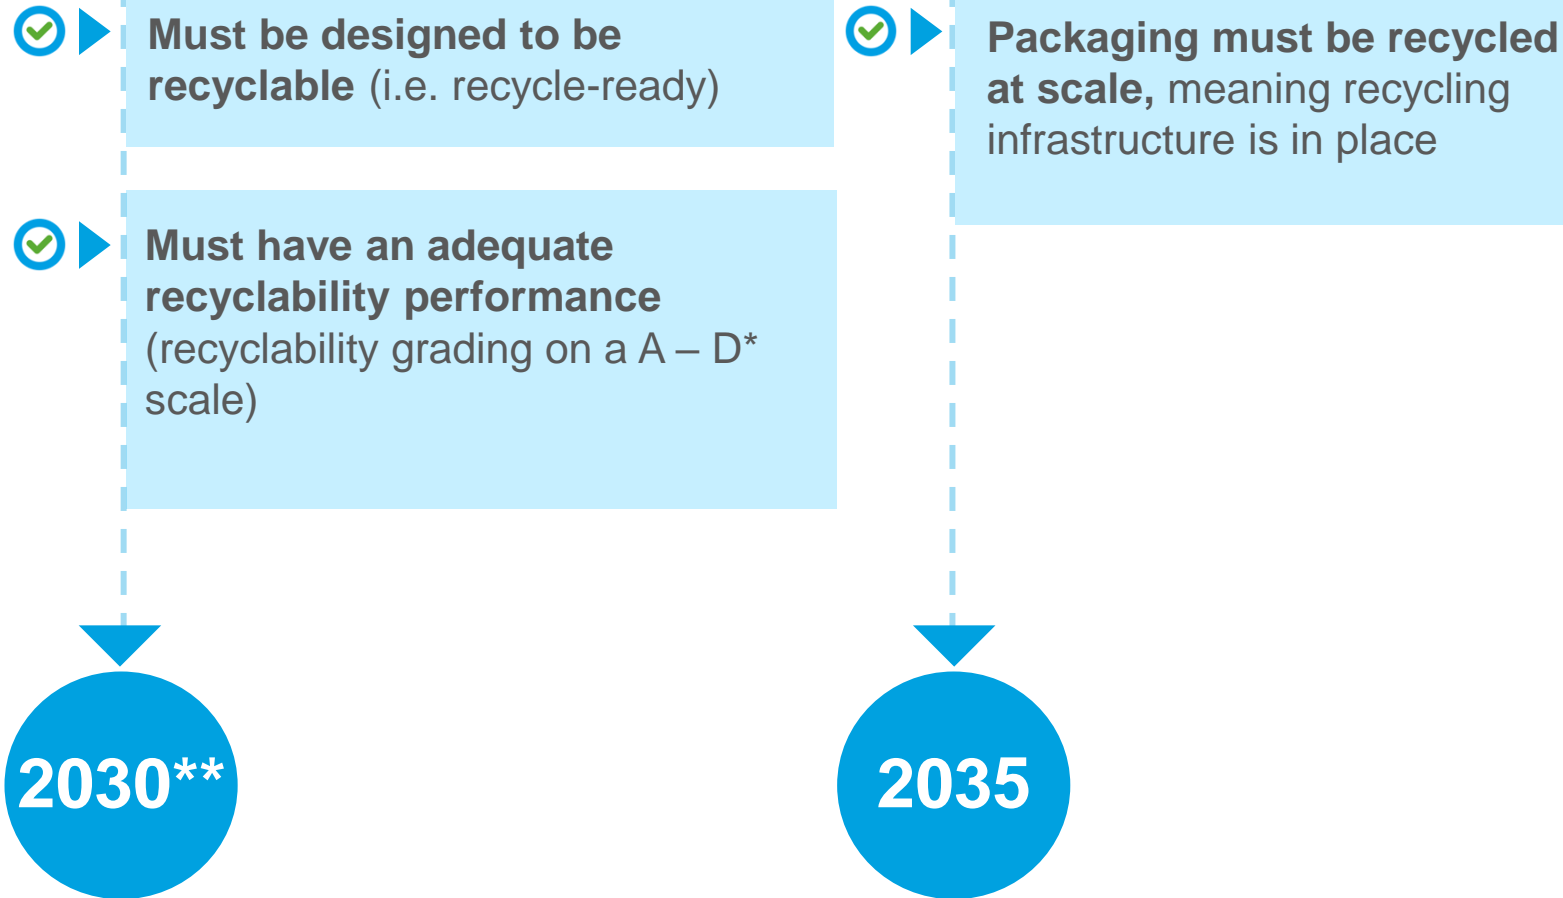 Must be designed to be
recyclable (i.e. recycle-ready)
Must have an adequate
recyclability performance
(recyclability grading on a A – D*
scale)
2030**
Packaging must be recycled
at scale, meaning recycling
infrastructure is in place
2035